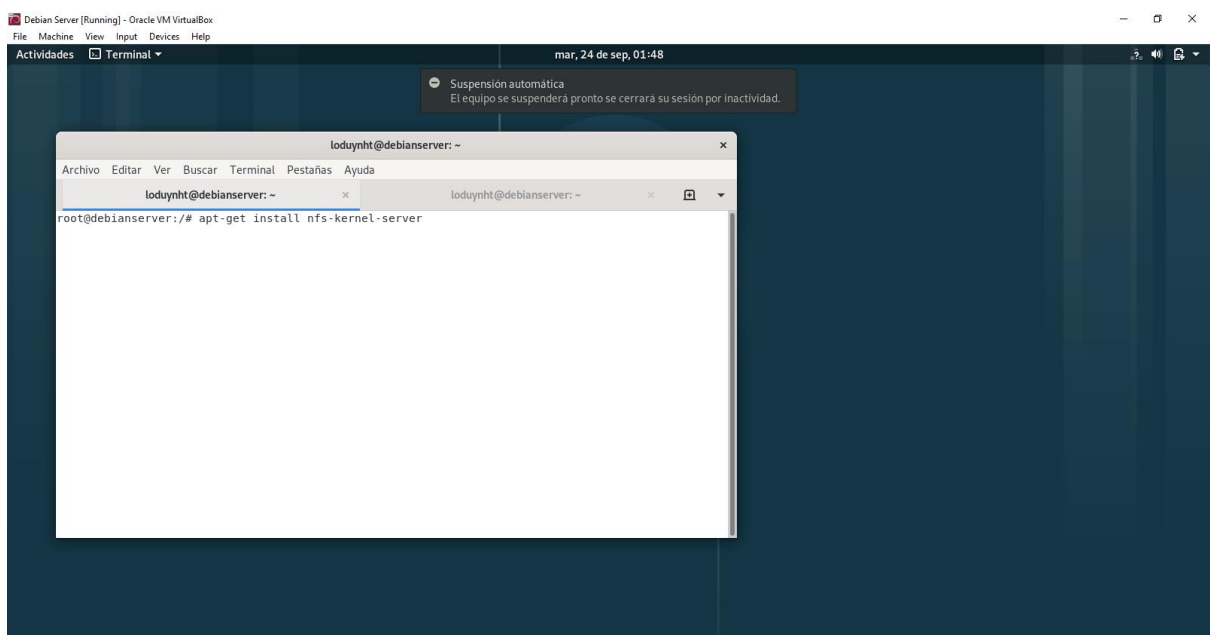 Debian Server [Running] - Oracle VM VirtualBox
File Machine View Input Devices Help
Actividades Terminal mar, 24 de sep, 01:48
Suspensión automática
El equipo se suspenderá pronto se cerrará su sesión por inactividad.
loduynht@debianserver: ~
Archivo Editar Ver Buscar Terminal Pestañas Ayuda
loduynht@debianserver: ~ loduynht@debianserver: ~
root@debianserver:/# apt-get install nfs-kernel-server